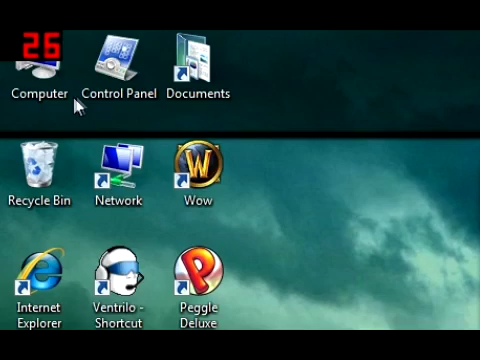 26
Computer
Control Panel
Documents
Recycle Bin
Network
W
Wow
P
Internet
Explorer
Ventrilo -
Shortcut
Peggle
Deluxe